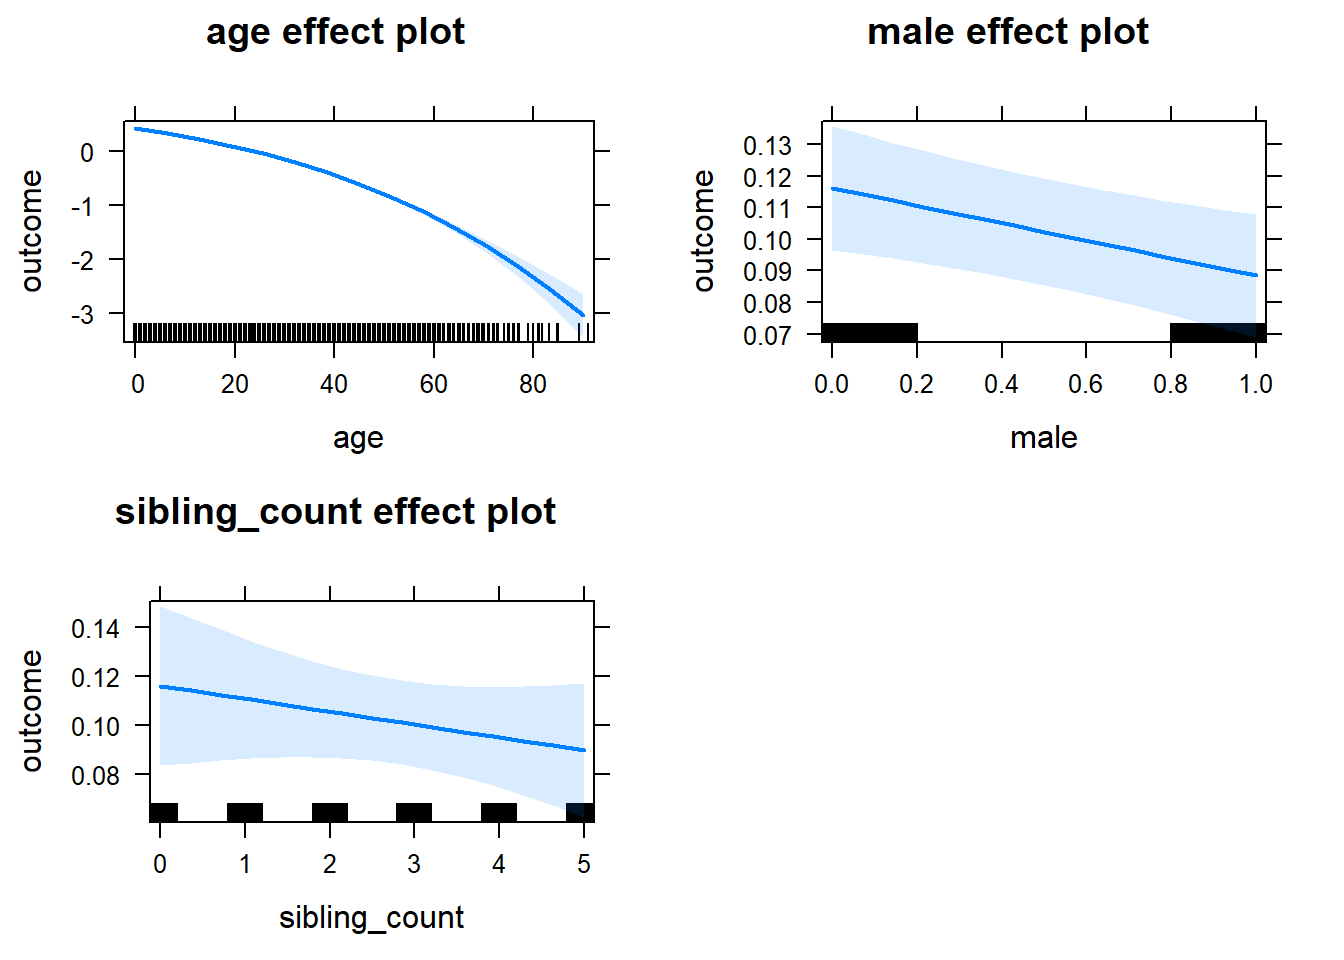 age effect plot
outcome
0
-1
-2
-3
0 20 40 60 80
age
male effect plot
outcome
0.13
0.12
0.11
0.10
0.09
0.08
0.07
0.0 0.2 0.4 0.6 0.8 1.0
male
sibling_count effect plot
outcome
0.14
0.12
0.10
0.08
0 1 2 3 4 5
sibling_count